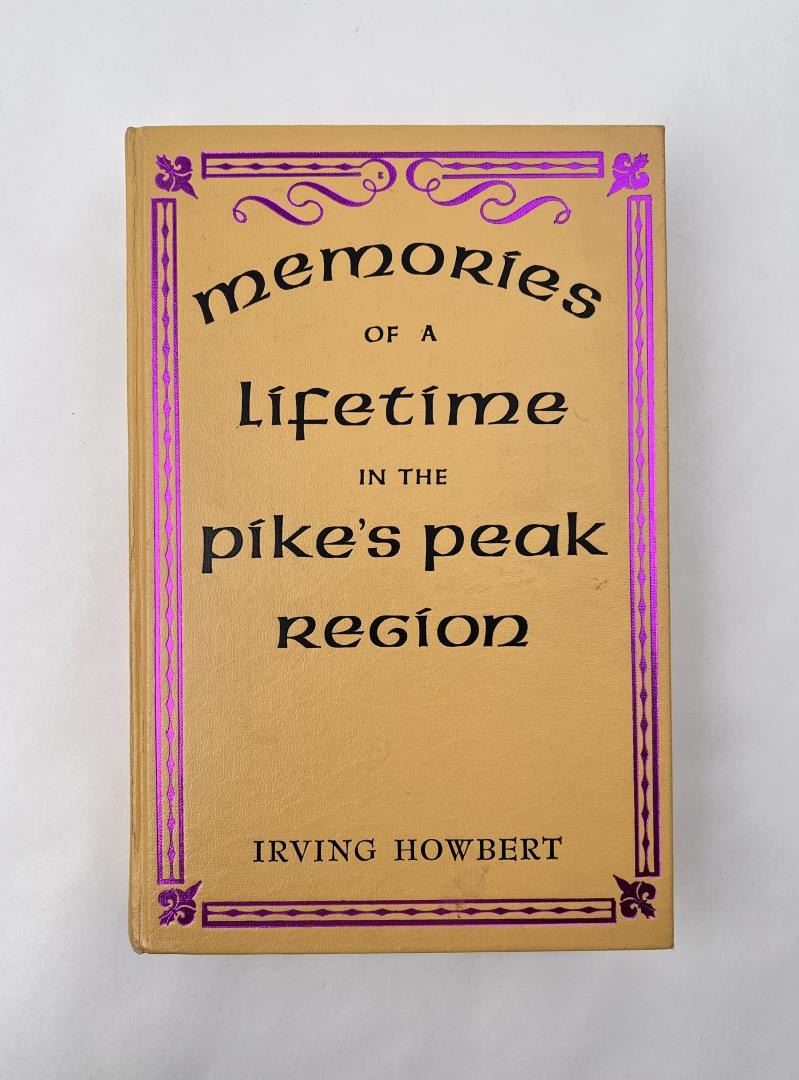 memories
OF A
lifetime
IN THE
pike's peak
REGION
IRVING HOWBERT